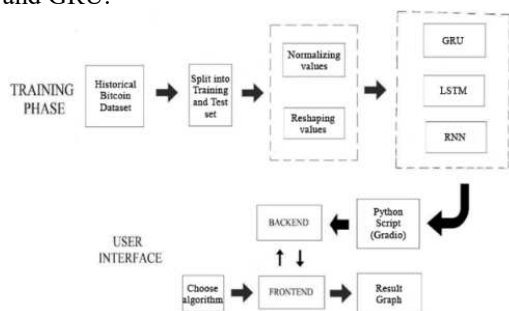 and GRU.
TRAINING
PHASE
Historical
Bitcoin
Dataset
Split into
Training
and Test
set
Normalizing
values
Reshaping
values
GRU
LSTM
RNN
Python
Script
(Gradio)
BACKEND
USER
INTERFACE
Choose
algorithm
FRONTEND
Result
Graph